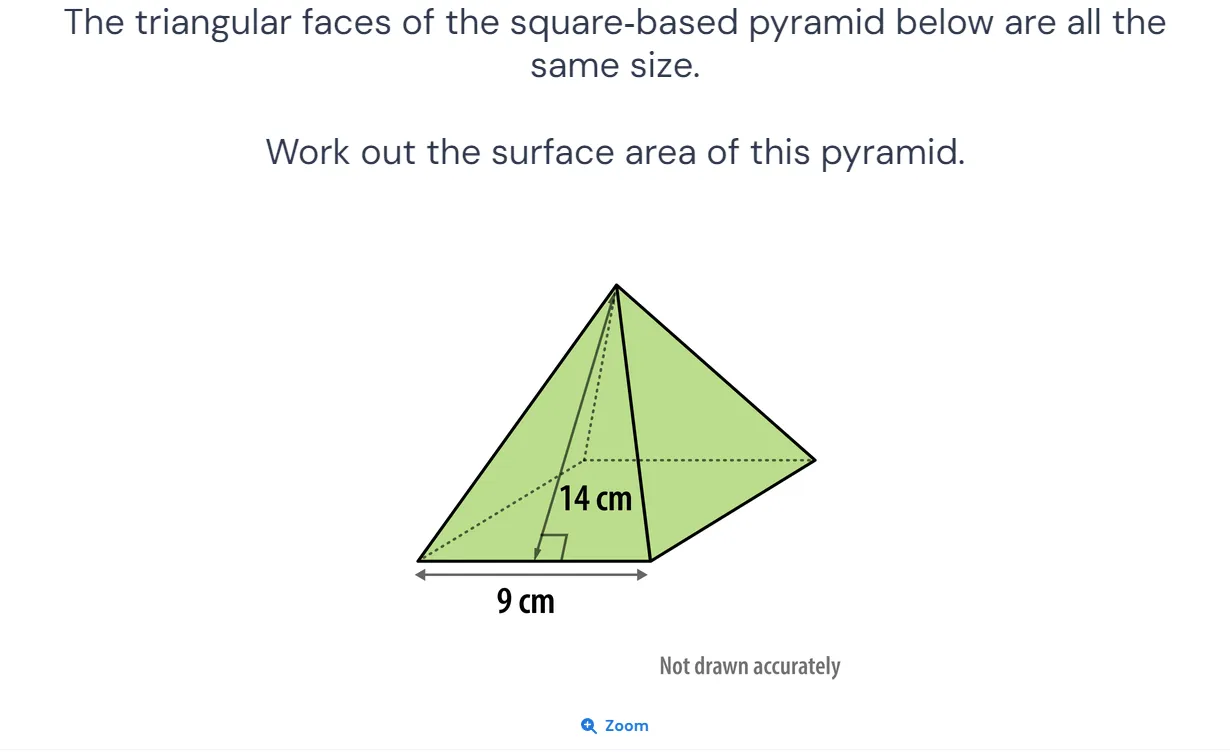 The triangular faces of the square-based pyramid below are all the
same size.
Work out the surface area of this pyramid.
14 cm
9 cm
Not drawn accurately
Zoom